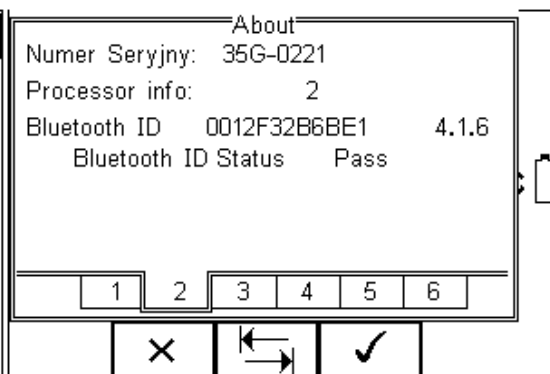 About
Numer Seryjny: 35G-0221
Processor info: 2
Bluetooth ID 0012F32B6BE1 4.1.6
Bluetooth ID Status Pass
1 2 3 4 5 6